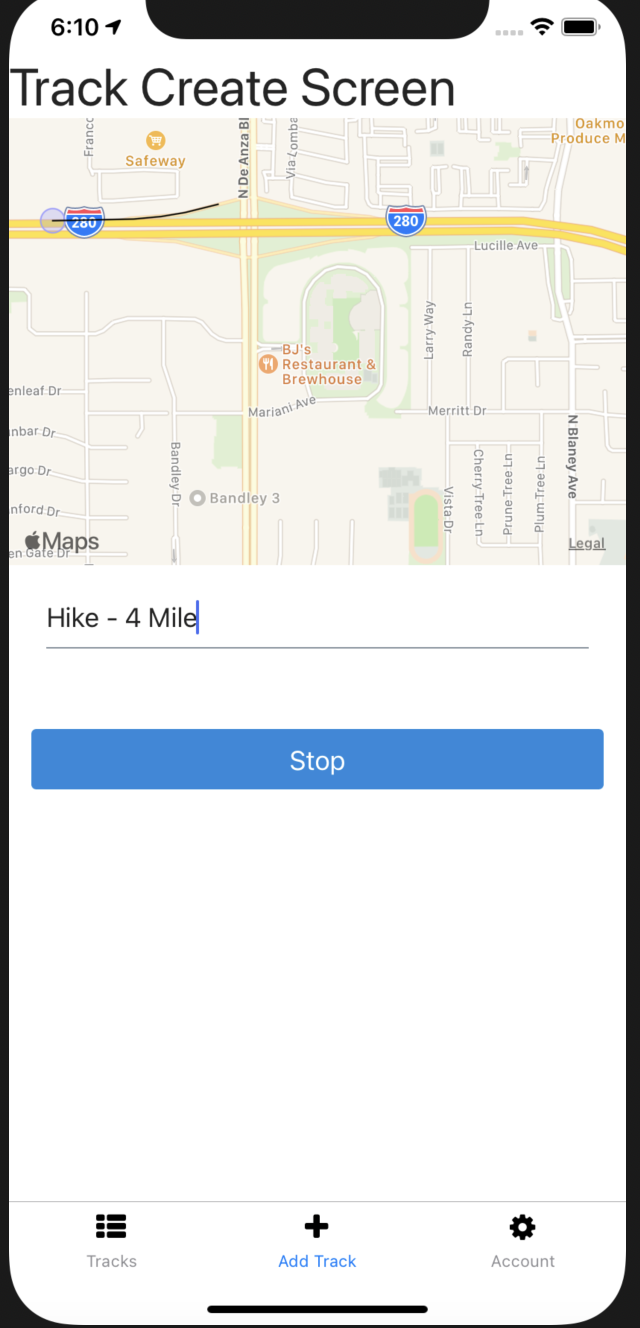 6:10
Track Create Screen
Safeway
N De Anza Bl
Via Lomba
Franco
Oakmo
Produce M
280
280
Lucille Ave
Larry Way
Randy Ln
BJ's
Restaurant &
Brewhouse
enleaf Dr
Mariani Ave
Merritt Dr
nbar Dr
N Blaney Ave
argo Dr
Bandley Dr
Cherry Tree Ln
Prune Tree Ln
Plum Tree Ln
Bandley 3
Vista Dr
nford Dr
Maps
Legal
en Gate Dr
Hike - 4 Mile
Stop
Tracks
Add Track
Account